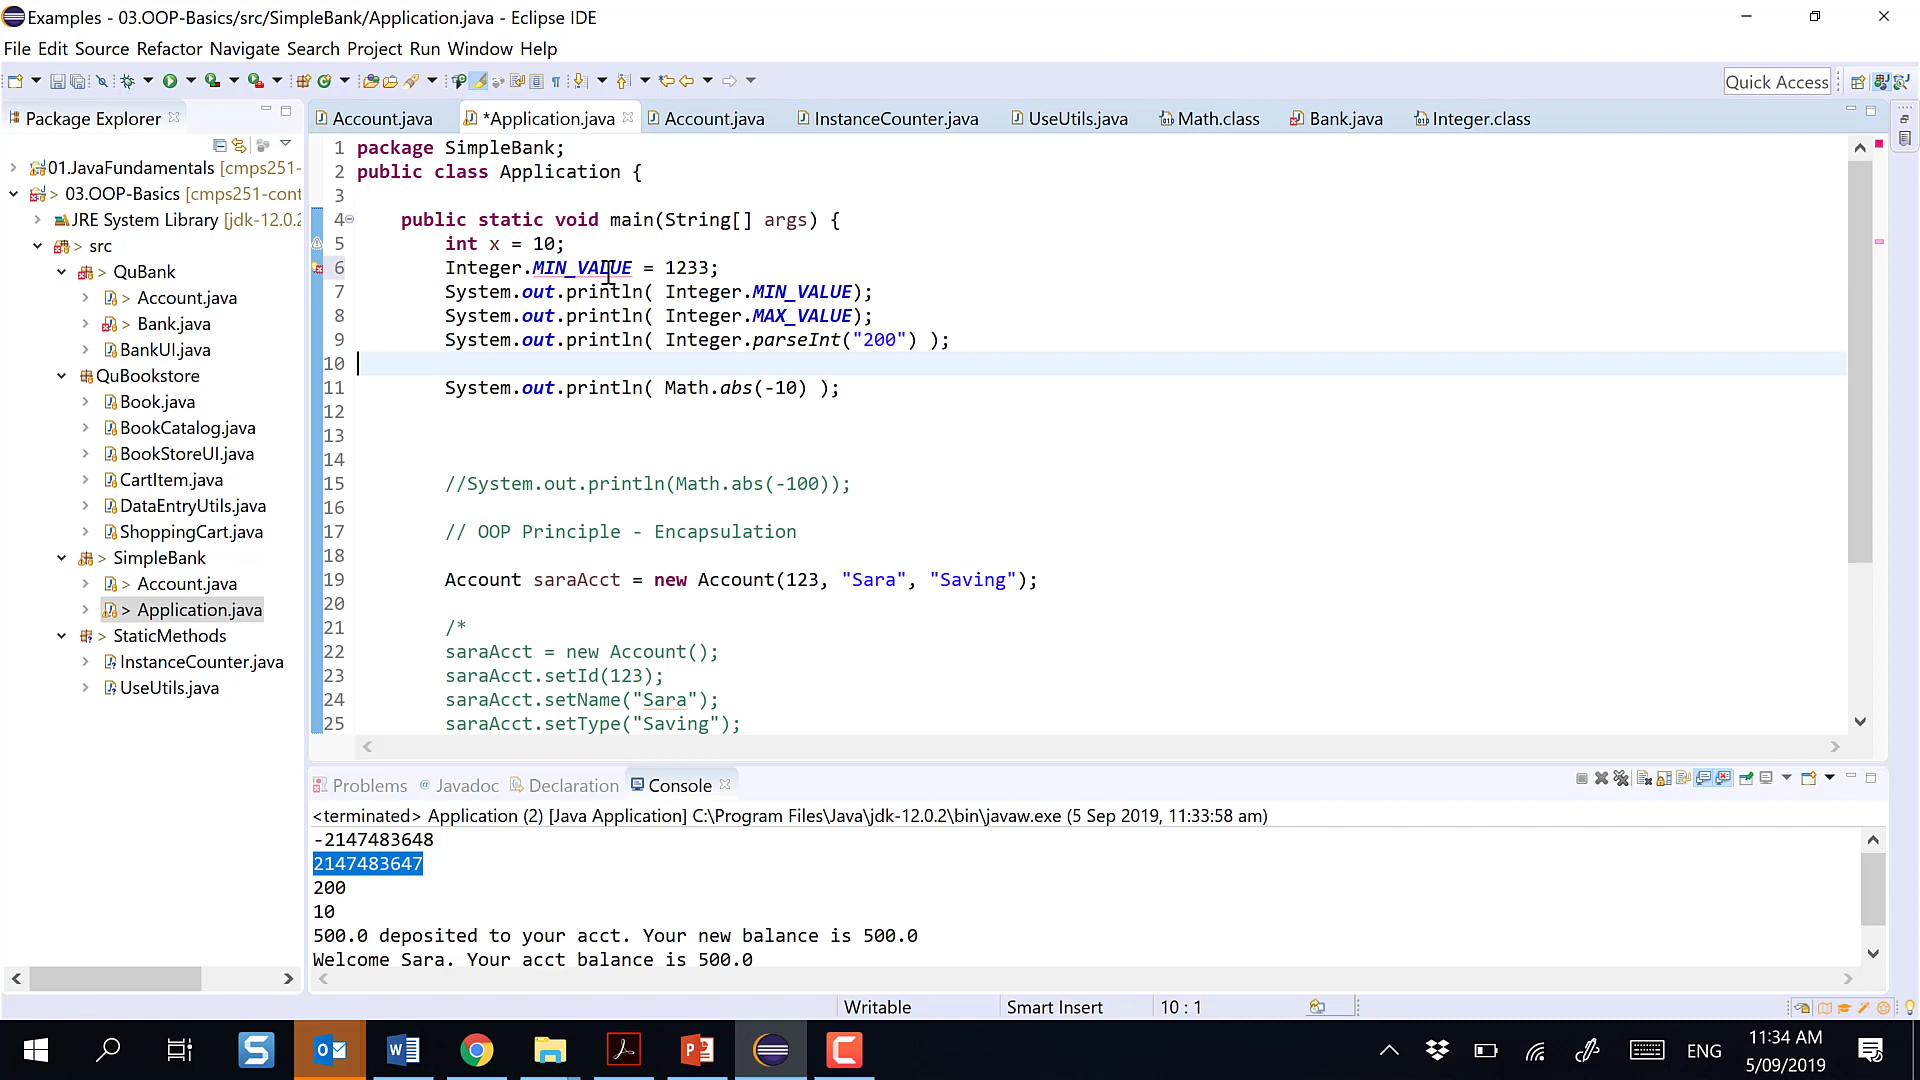 Examples - 03.OOP-Basics/src/SimpleBank/Application.java - Eclipse IDE
File Edit Source Refactor Navigate Search Project Run Window Help
Quick Access
Package Explorer
Account.java
*Application.java
Account.java
InstanceCounter.java
UseUtils.java
Math.class
Bank.java
Integer.class
01.JavaFundamentals [cmps251-
> 03.OOP-Basics [cmps251-cont
JRE System Library [jdk-12.0.2
> src
> QuBank
> Account.java
> Bank.java
BankUI.java
QuBookstore
Book.java
BookCatalog.java
BookStoreUI.java
CartItem.java
DataEntryUtils.java
ShoppingCart.java
> SimpleBank
> Account.java
> Application.java
> StaticMethods
InstanceCounter.java
UseUtils.java
1 package SimpleBank;
2 public class Application {
3
4 public static void main(String[] args) {
5 int x = 10;
6 Integer.MIN_VALUE = 1233;
7 System.out.println( Integer.MIN_VALUE);
8 System.out.println( Integer.MAX_VALUE);
9 System.out.println( Integer.parseInt("200") );
10
11 System.out.println( Math.abs(-10) );
12
13
14
15 //System.out.println(Math.abs(-100));
16
17 // OOP Principle - Encapsulation
18
19 Account saraAcct = new Account(123, "Sara", "Saving");
20
21 /*
22 saraAcct = new Account();
23 saraAcct.setId(123);
24 saraAcct.setName("Sara");
25 saraAcct.setType("Saving");
Problems
@ Javadoc
Declaration
Console
<terminated> Application (2) [Java Application] C:\Program Files\Java\jdk-12.0.2\bin\javaw.exe (5 Sep 2019, 11:33:58 am)
-2147483648
2147483647
200
10
500.0 deposited to your acct. Your new balance is 500.0
Welcome Sara. Your acct balance is 500.0
Writable
Smart Insert
10 : 1
ENG
11:34 AM
5/09/2019